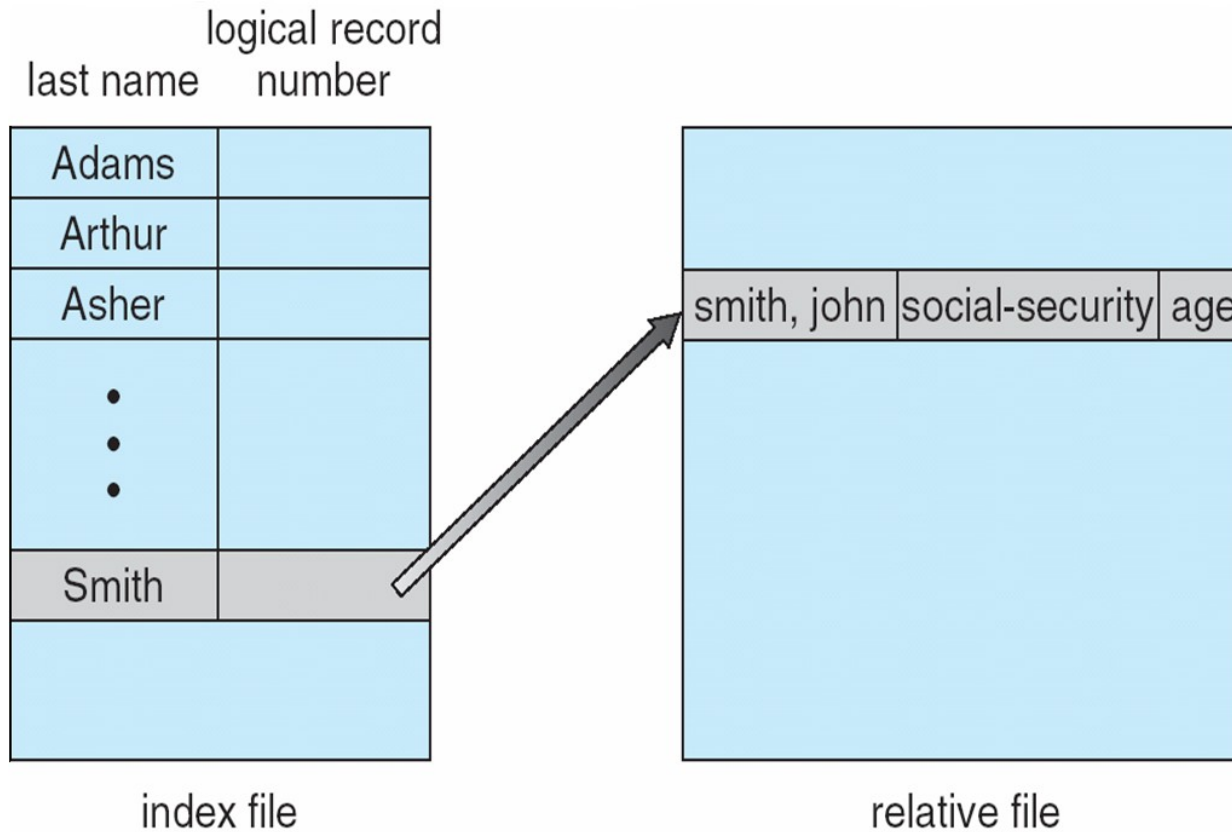 logical record
last name number
Adams
Arthur
Asher
smith, john social-security age
Smith
index file relative file